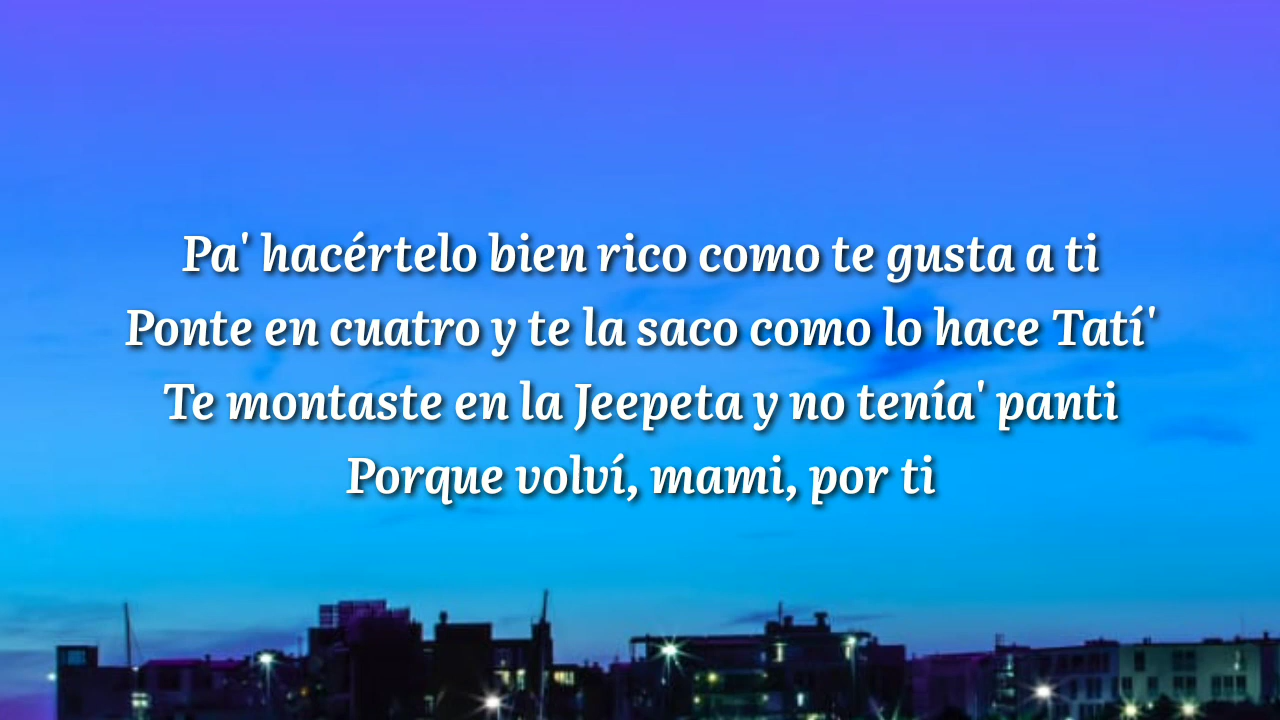 Pa' hacértelo bien rico como te gusta a ti
Ponte en cuatro y te la saco como lo hace Tatí'
Te montaste en la Jeepeta y no tenía' panti
Porque volví, mami, por ti